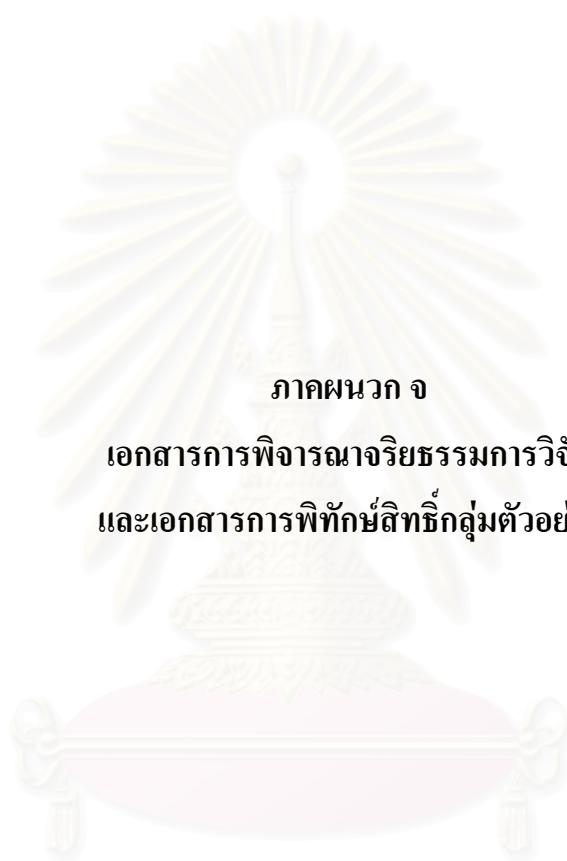 ภาคผนวก จ
เอกสารการพิจารณาจริยธรรมการวิจั
และเอกสารการพิทักษ์สิทธิ์กลุ่มตัวอย่